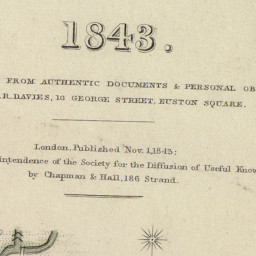 1843.
FROM AUTHENTIC DOCUMENTS & PERSONAL OB
R. DAVIES, 16 GEORGE STREET, EUSTON SQUARE.
London, Published Nov. 1, 1843;
intendence of the Society for the Diffusion of Useful Know
by Chapman & Hall, 186 Strand.